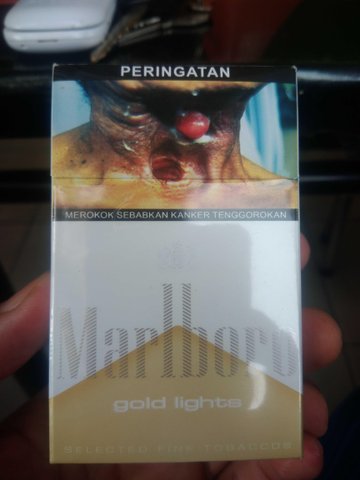 PERINGATAN
MEROKOK SEBABKAN KANKER TENGGOROKAN
Marlboro
gold lights
SELECTED FINE TOBACCOS